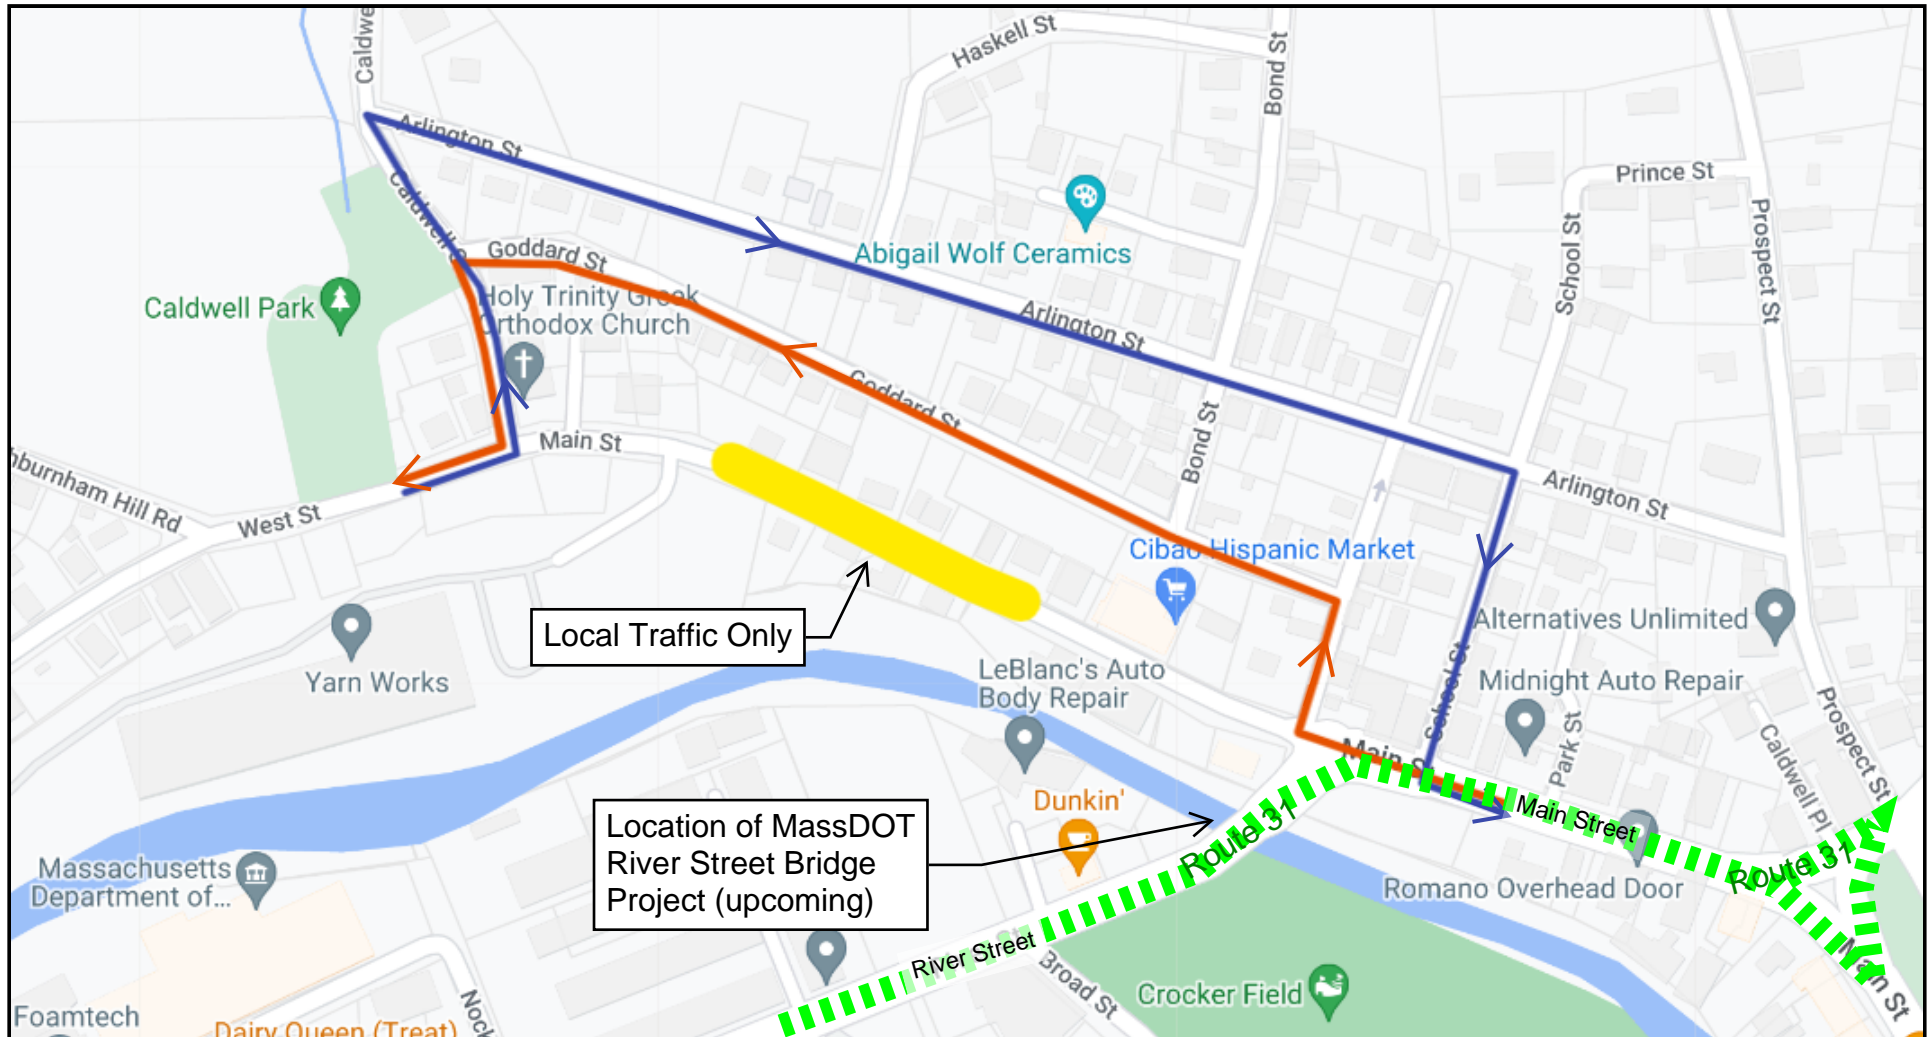 Caldwe
Haskell St
Bond St
Arlington St
Prince St
Caldwell S
School St
Prospect St
Goddard St
Abigail Wolf Ceramics
Caldwell Park
Holy Trinity Greek
Orthodox Church
Arlington St
Goddard St
Main St
Bond St
hburnham Hill Rd
West St
Arlington St
Cibao Hispanic Market
Local Traffic Only
Alternatives Unlimited
Yarn Works
LeBlanc's Auto
Body Repair
School St
Midnight Auto Repair
Prospect St
Park St
Caldwell Pl
Main S
Dunkin'
Main Street
Location of MassDOT
River Street Bridge
Project (upcoming)
Route 31
Route 31
Massachusetts
Department of...
Romano Overhead Door
River Street
Broad St
Crocker Field
Main St
Foamtech
Nock
Dairy Queen (Treat)